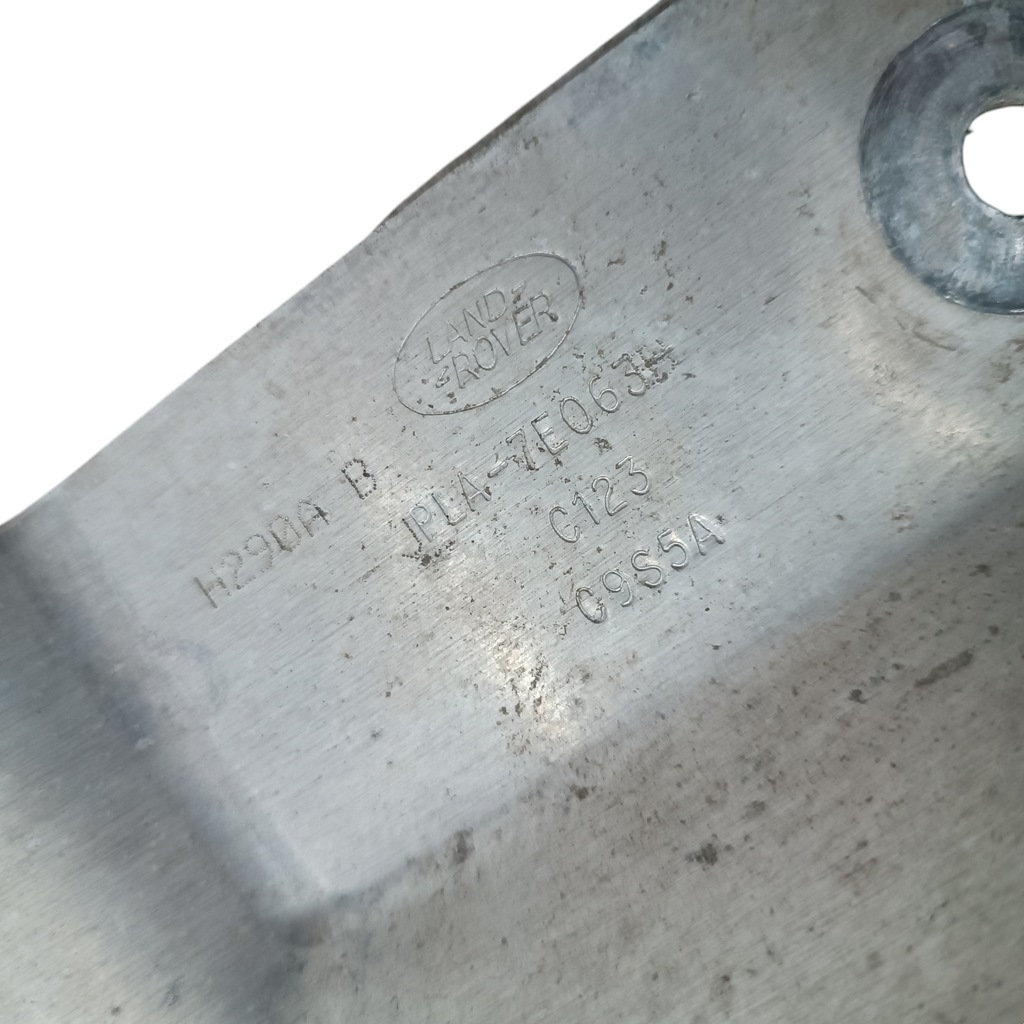 LAND
ROVER
H290A B
JPLA-7E063-
C123
C9S5A